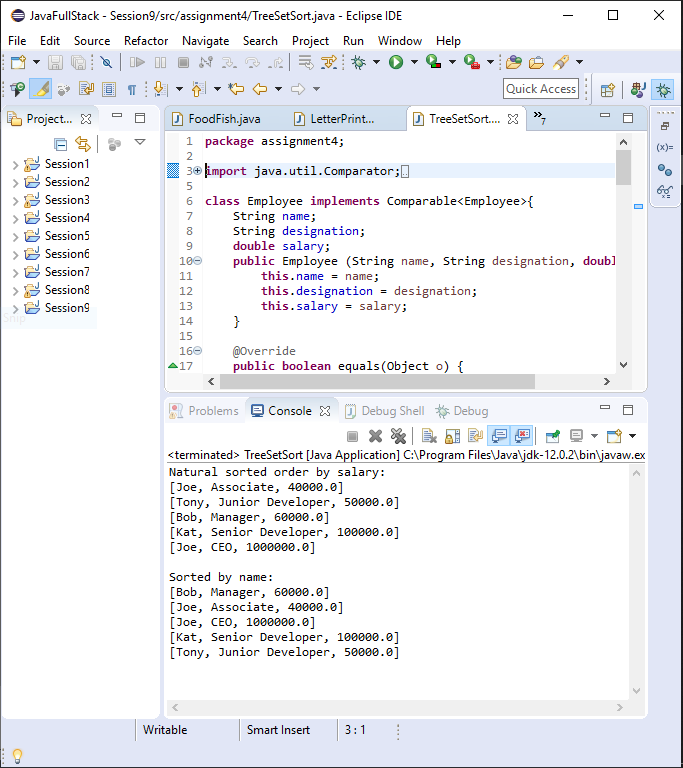 JavaFullStack - Session9/src/assignment4/TreeSetSort.java - Eclipse IDE
File Edit Source Refactor Navigate Search Project Run Window Help
Quick Access
Project...
FoodFish.java LetterPrint... TreeSetSort.... »7
Session1
Session2
Session3
Session4
Session5
Session6
Session7
Session8
Session9
1 package assignment4;
2
3 import java.util.Comparator;
5
6 class Employee implements Comparable<Employee>{
7 String name;
8 String designation;
9 double salary;
10 public Employee (String name, String designation, doubl
11 this.name = name;
12 this.designation = designation;
13 this.salary = salary;
14 }
15
16 @Override
17 public boolean equals(Object o) {
Problems Console Debug Shell Debug
<terminated> TreeSetSort [Java Application] C:\Program Files\Java\jdk-12.0.2\bin\javaw.ex
Natural sorted order by salary:
[Joe, Associate, 40000.0]
[Tony, Junior Developer, 50000.0]
[Bob, Manager, 60000.0]
[Kat, Senior Developer, 100000.0]
[Joe, CEO, 1000000.0]
Sorted by name:
[Bob, Manager, 60000.0]
[Joe, Associate, 40000.0]
[Joe, CEO, 1000000.0]
[Kat, Senior Developer, 100000.0]
[Tony, Junior Developer, 50000.0]
Writable Smart Insert 3 : 1